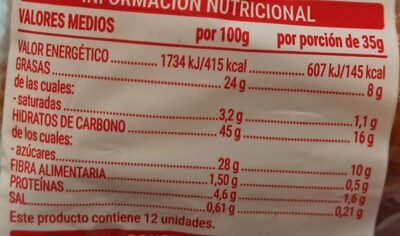 INFORMACIÓN NUTRICIONAL
VALORES MEDIOS por 100g por porción de 35g
VALOR ENERGÉTICO 1734 kJ/415 kcal 607 kJ/145 kcal
GRASAS 24 g 8 g
de las cuales:
- saturadas 3,2 g 1,1 g
HIDRATOS DE CARBONO 45 g 16 g
de los cuales:
- azúcares 28 g 10 g
FIBRA ALIMENTARIA 1,50 g 0,5 g
PROTEÍNAS 4,6 g 1,6 g
SAL 0,61 g 0,21 g
Este producto contiene 12 unidades.